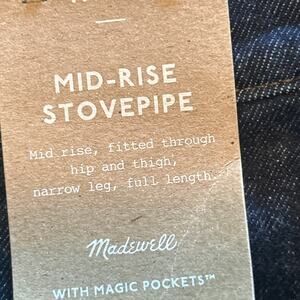 MID-RISE
STOVEPIPE
Mid rise, fitted through
hip and thigh,
narrow leg, full length.
Madewell
WITH MAGIC POCKETS™